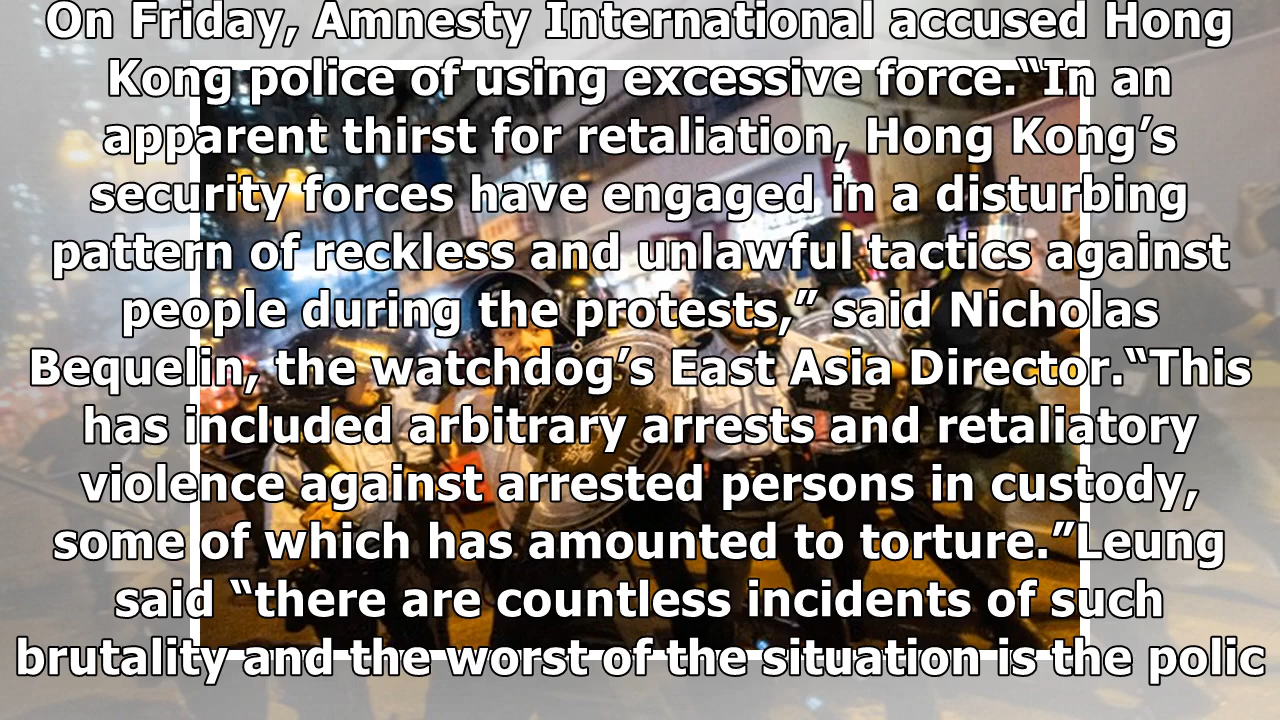 On Friday, Amnesty International accused Hong
Kong police of using excessive force.“In an
apparent thirst for retaliation, Hong Kong’s
security forces have engaged in a disturbing
pattern of reckless and unlawful tactics against
people during the protests,” said Nicholas
Bequelin, the watchdog’s East Asia Director.“This
has included arbitrary arrests and retaliatory
violence against arrested persons in custody,
some of which has amounted to torture.”Leung
said “there are countless incidents of such
brutality and the worst of the situation is the polic
POLICE